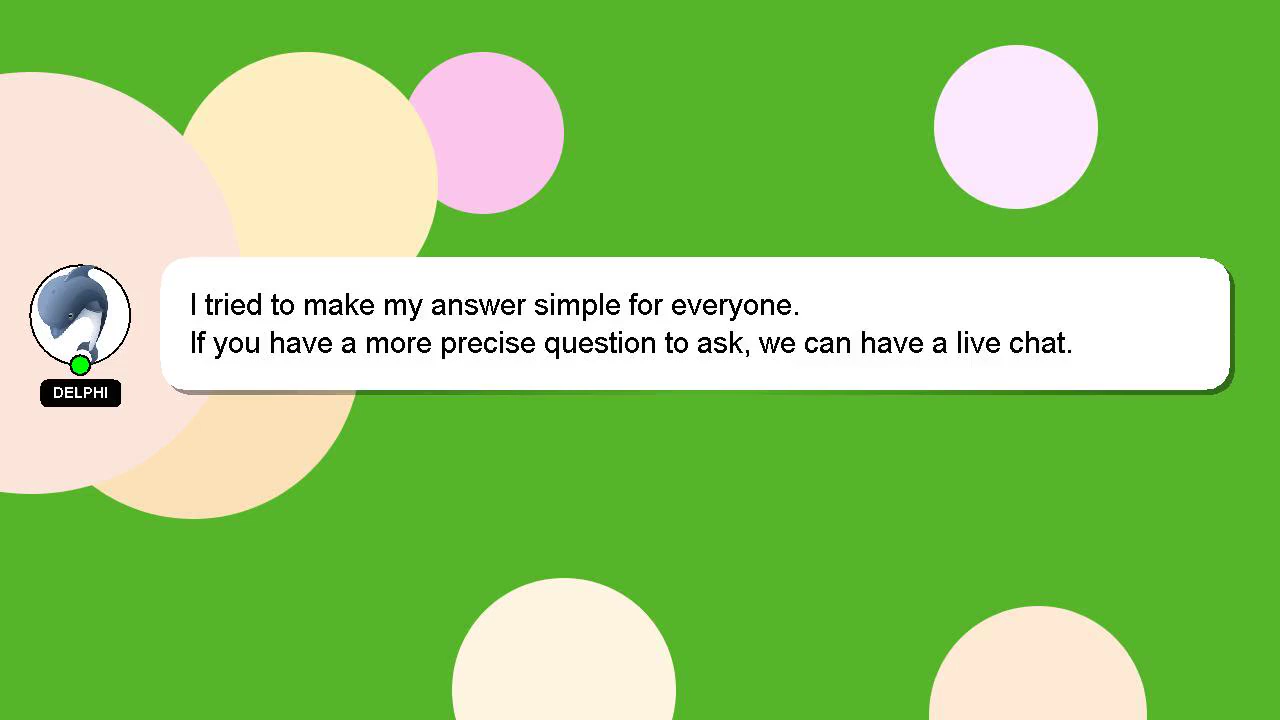 I tried to make my answer simple for everyone.
If you have a more precise question to ask, we can have a live chat.
DELPHI